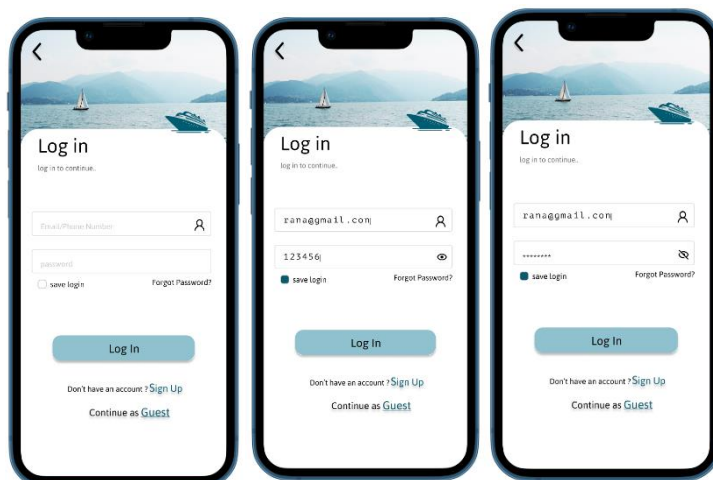 Log in
log in to continue..
Email/Phone Number
password
save login
Forgot Password?
Log In
Don't have an account ? Sign Up
Continue as Guest
Log in
log in to continue..
rana@gmail.con
123456
save login
Forgot Password?
Log In
Don't have an account ? Sign Up
Continue as Guest
Log in
log in to continue..
rana@gmail.con
********
save login
Forgot Password?
Log In
Don't have an account ? Sign Up
Continue as Guest